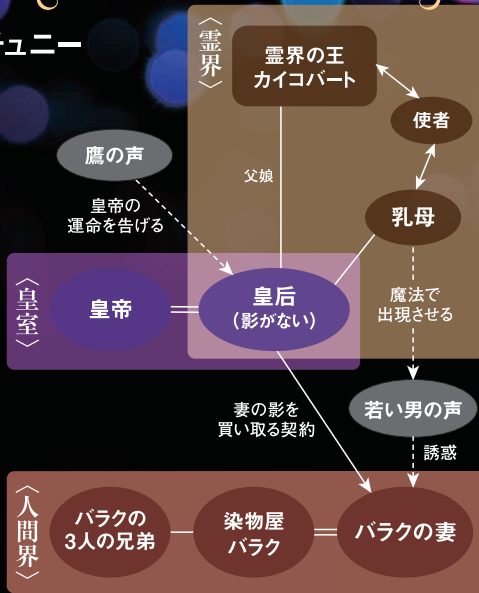 チュニー
〈霊界〉
霊界の王
カイコバート
使者
鷹の声
父娘
乳母
皇帝の
運命を告げる
〈皇室〉
皇帝
皇后
(影がない)
魔法で
出現させる
若い男の声
妻の影を
買い取る契約
誘惑
〈人間界〉
バラクの
3人の兄弟
染物屋
バラク
バラクの妻